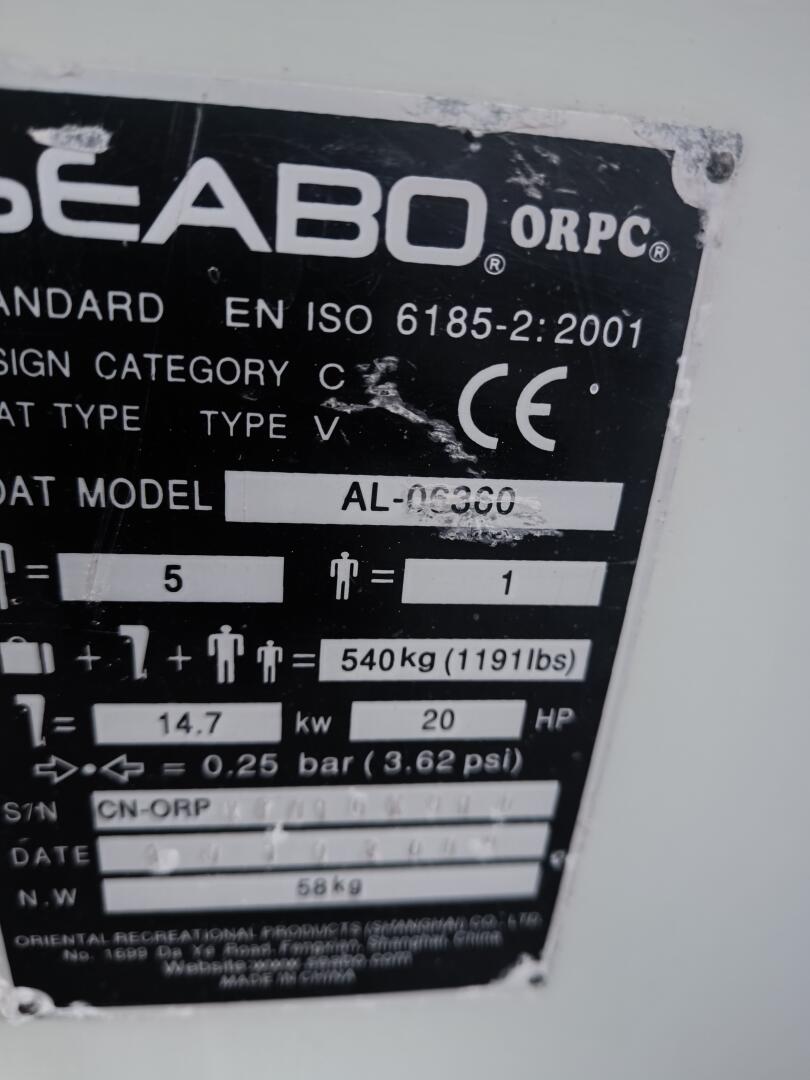 SEABO® ORPC®
ANDARD EN ISO 6185-2:2001
SIGN CATEGORY C CE
AT TYPE TYPE V
OAT MODEL AL-06360
= 5 = 1
+ + = 540kg (1191lbs)
= 14.7 kw 20 HP
= 0.25 bar (3.62 psi)
S/N CN-ORP
DATE
N.W 58kg
ORIENTAL RECREATIONAL PRODUCTS (SHANGHAI) CO., LTD.
No. 1699 Da Ye Road, Fengxian, Shanghai, China
Website:www.seabo.com
MADE IN CHINA